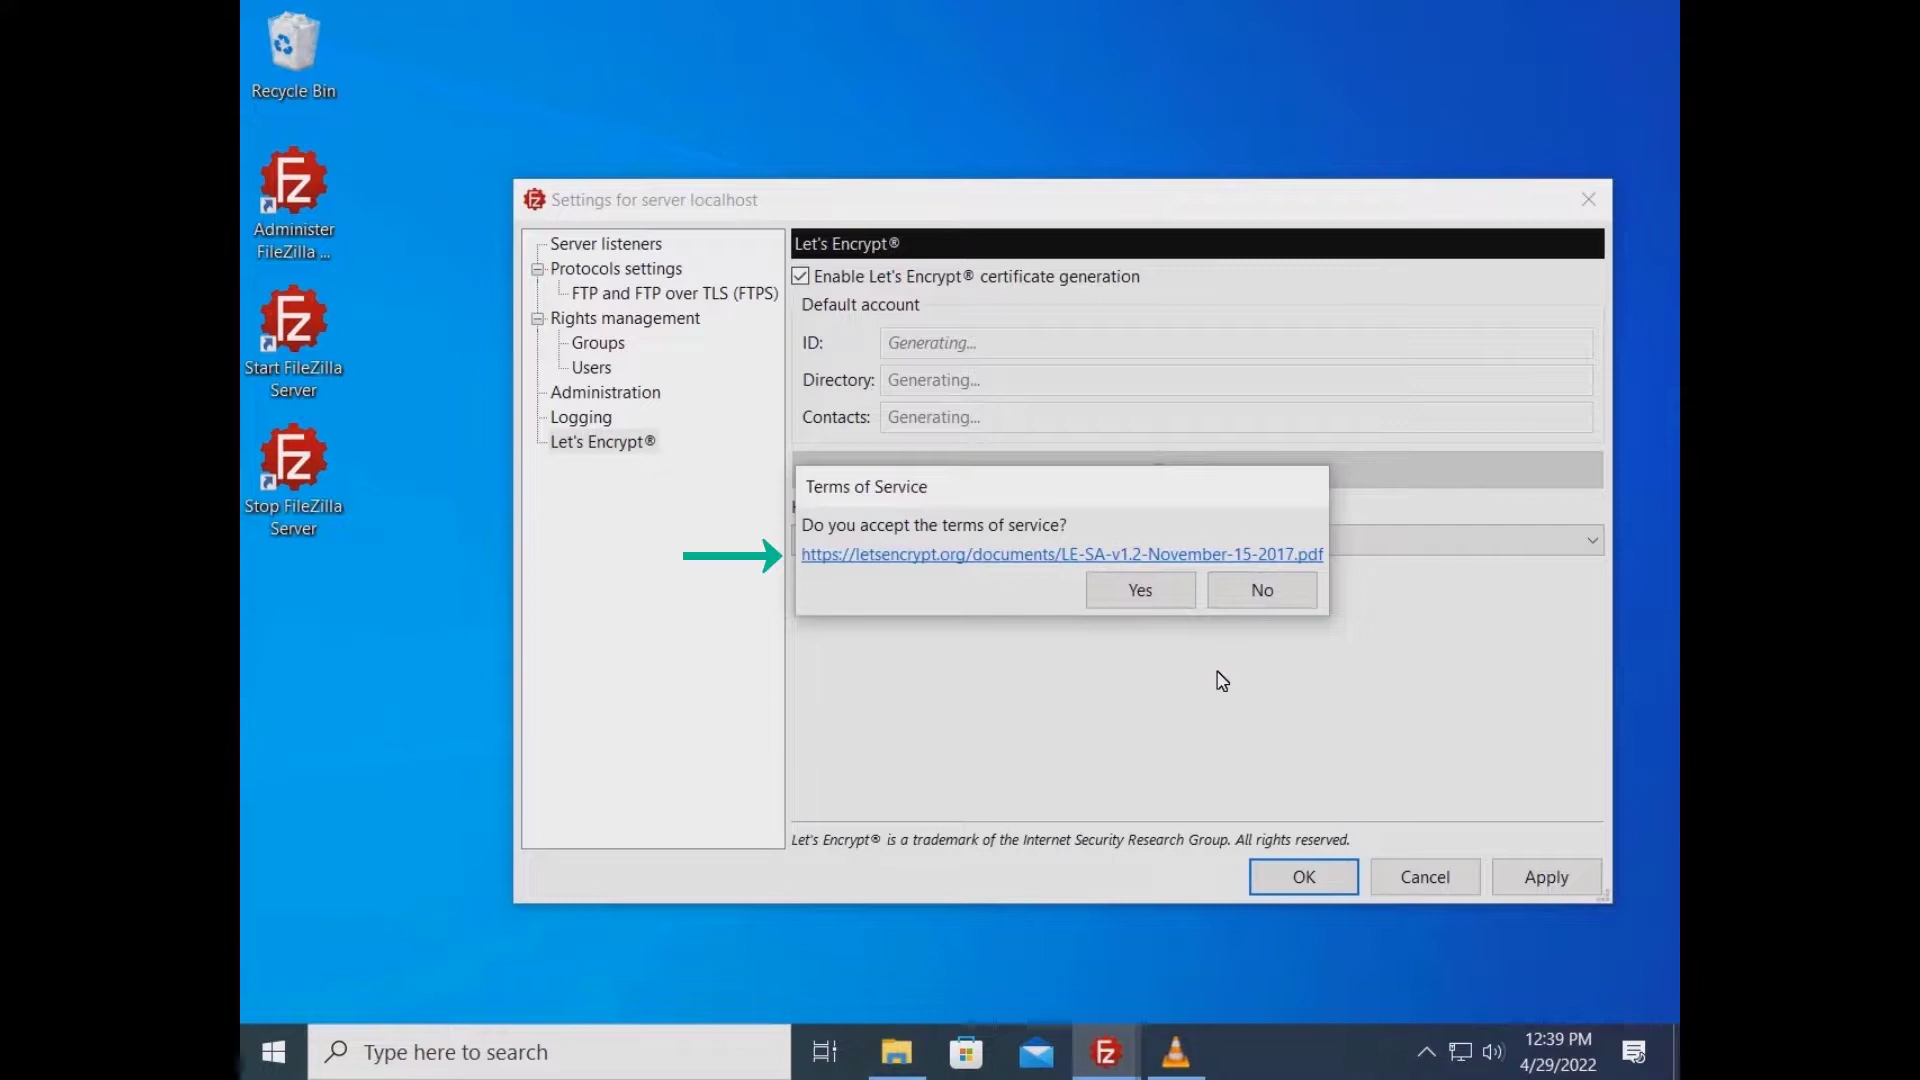 Recycle Bin
Administer
FileZilla ...
Start FileZilla
Server
Stop FileZilla
Server
Settings for server localhost
Server listeners
Protocols settings
FTP and FTP over TLS (FTPS)
Rights management
Groups
Users
Administration
Logging
Let's Encrypt®
Let's Encrypt®
Enable Let's Encrypt® certificate generation
Default account
ID: Generating...
Directory: Generating...
Contacts: Generating...
Terms of Service
Do you accept the terms of service?
https://letsencrypt.org/documents/LE-SA-v1.2-November-15-2017.pdf
Yes No
Let's Encrypt® is a trademark of the Internet Security Research Group. All rights reserved.
OK Cancel Apply
Type here to search
12:39 PM
4/29/2022